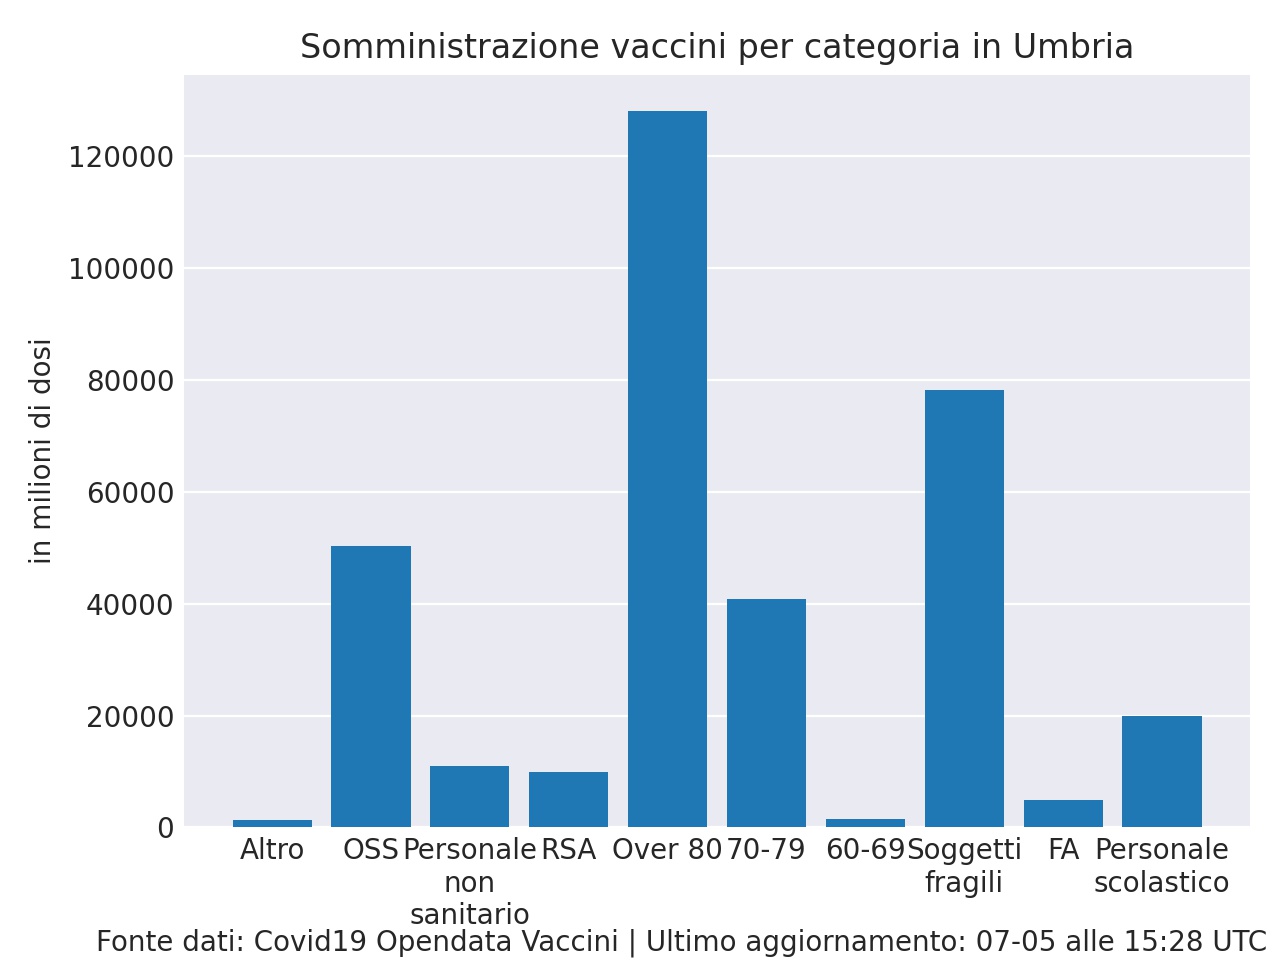 Somministrazione vaccini per categoria in Umbria
120000
100000
80000
60000
40000
20000
0
in milioni di dosi
Altro
OSS
Personale
non
sanitario
RSA
Over 80
70-79
60-69
Soggetti
fragili
FA
Personale
scolastico
Fonte dati: Covid19 Opendata Vaccini | Ultimo aggiornamento: 07-05 alle 15:28 UTC